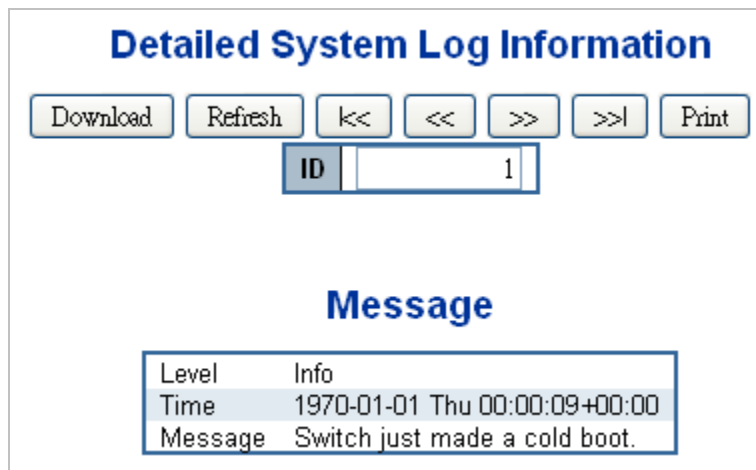 Detailed System Log Information
Download Refresh |<< << >> >>| Print
ID 1
Message
Level Info
Time 1970-01-01 Thu 00:00:09+00:00
Message Switch just made a cold boot.